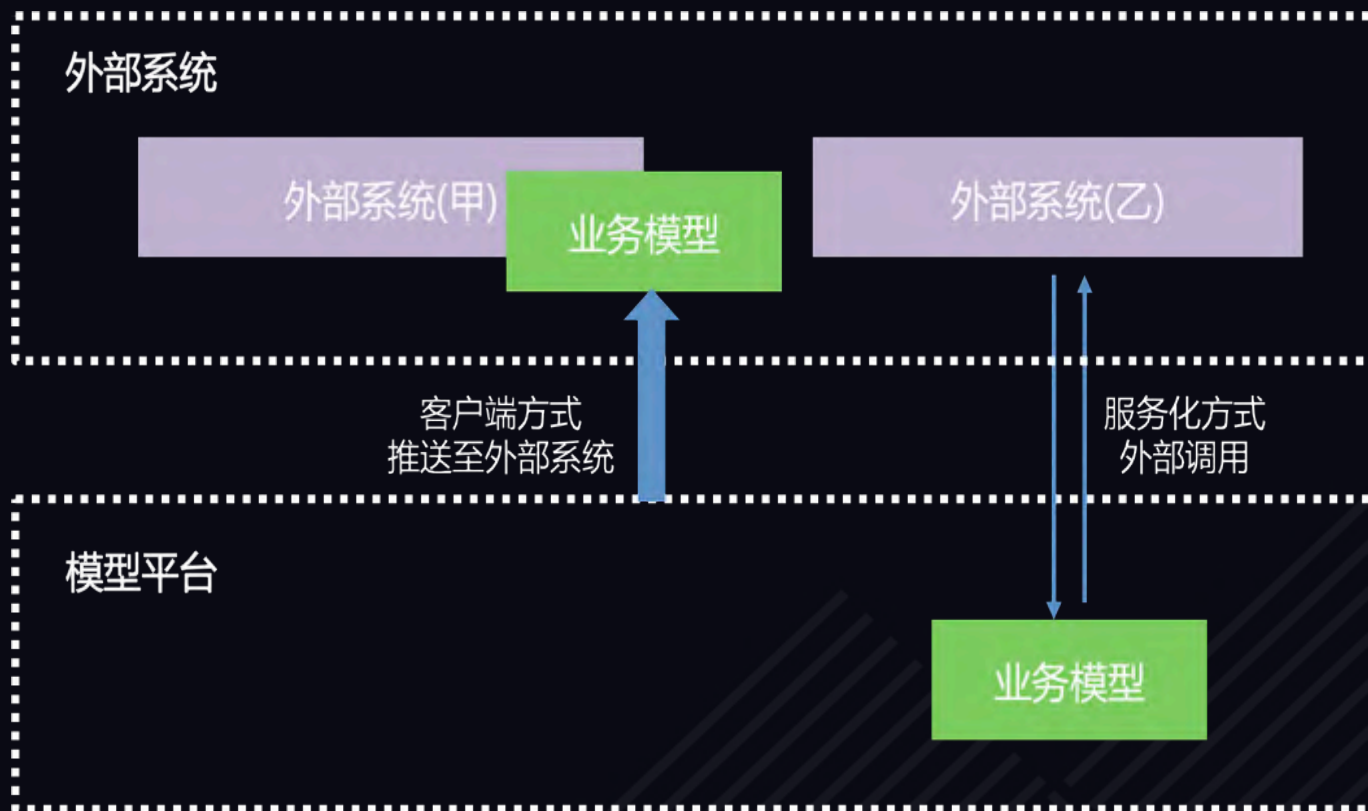 外部系统
外部系统(甲)
业务模型
外部系统(乙)
客户端方式
推送至外部系统
服务化方式
外部调用
模型平台
业务模型